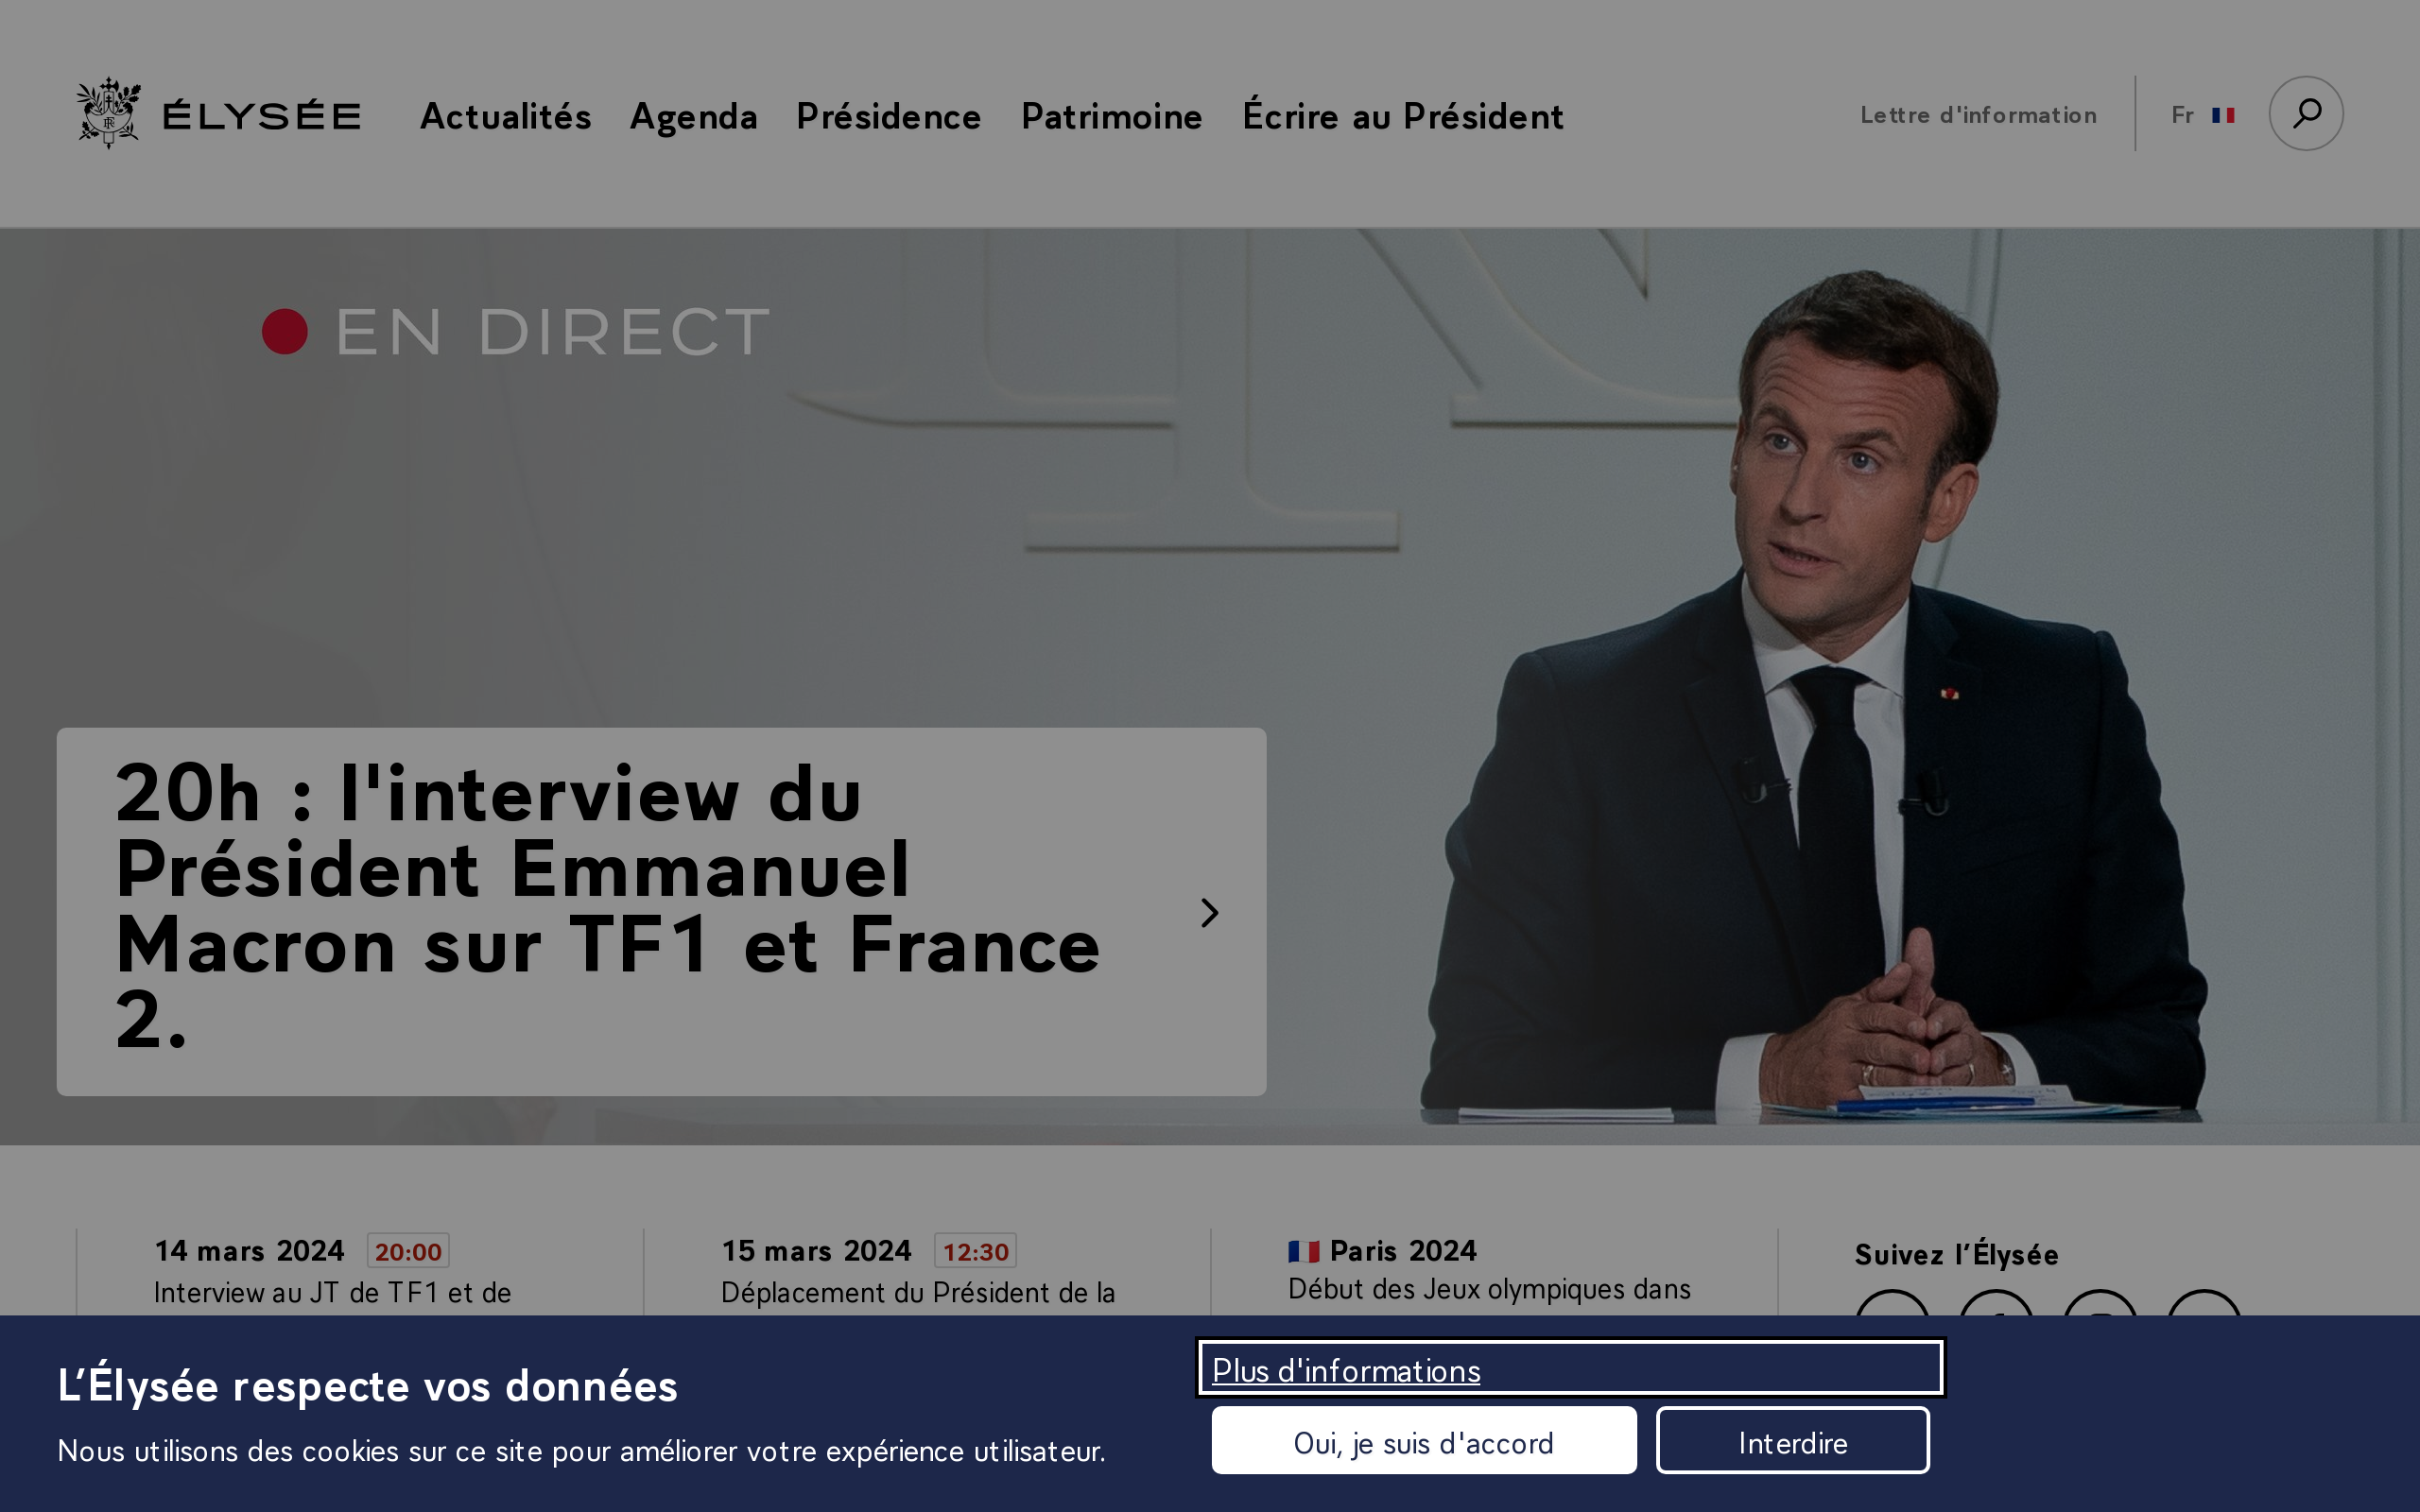 ÉLYSÉE
Actualités
Agenda
Présidence
Patrimoine
Écrire au Président
Lettre d'information
Fr
EN DIRECT
20h : l'interview du
Président Emmanuel
Macron sur TF1 et France
2.
14 mars 2024 20:00
Interview au JT de TF1 et de
15 mars 2024 12:30
Déplacement du Président de la
🇫🇷 Paris 2024
Début des Jeux olympiques dans
Suivez l’Élysée
L’Élysée respecte vos données
Nous utilisons des cookies sur ce site pour améliorer votre expérience utilisateur.
Plus d'informations
Oui, je suis d'accord
Interdire